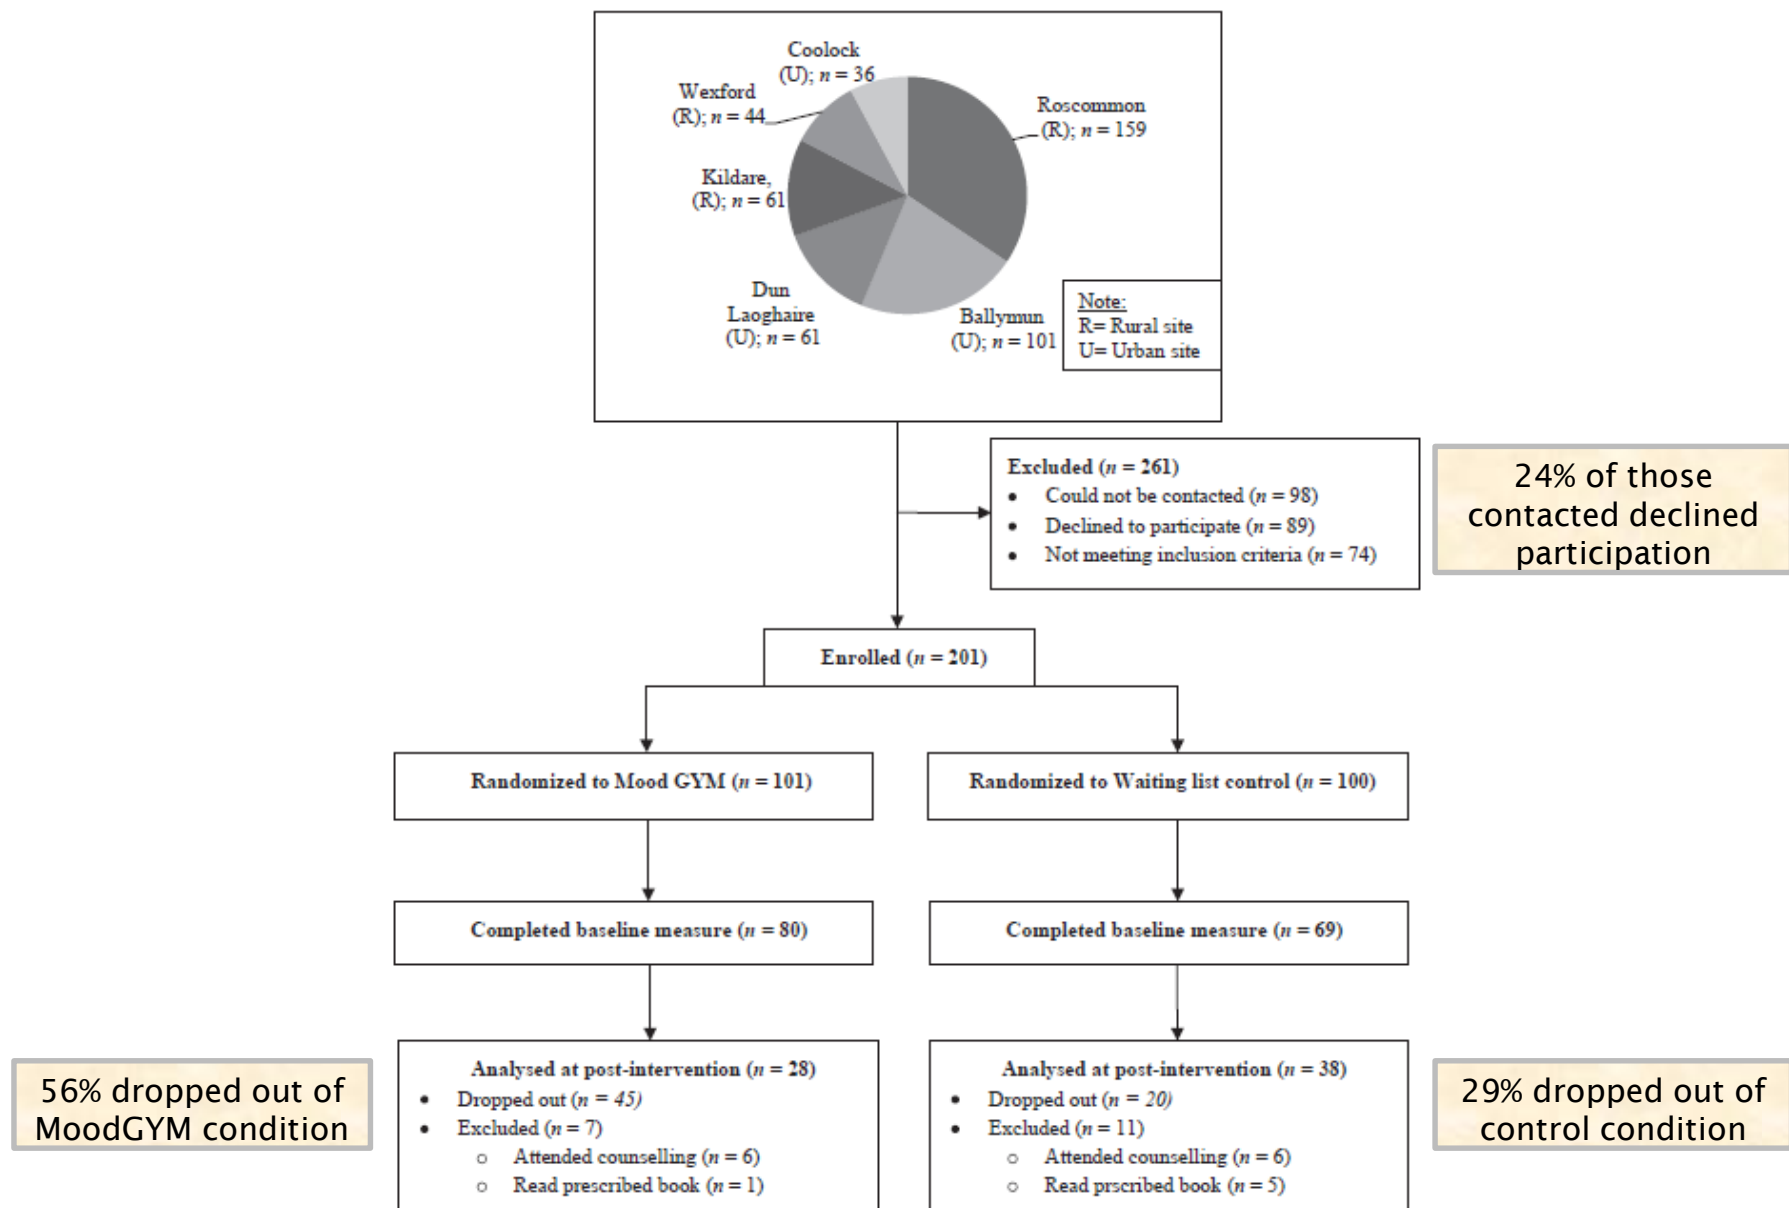 Coolock
(U); n = 36
Wexford
(R); n = 44
Roscommon
(R); n = 159
Kildare,
(R); n = 61
Dun
Laoghaire
(U); n = 61
Ballymun
(U); n = 101
Note:
R= Rural site
U= Urban site
Excluded (n = 261)
• Could not be contacted (n = 98)
• Declined to participate (n = 89)
• Not meeting inclusion criteria (n = 74)
24% of those
contacted declined
participation
Enrolled (n = 201)
Randomized to Mood GYM (n = 101)
Randomized to Waiting list control (n = 100)
Completed baseline measure (n = 80)
Completed baseline measure (n = 69)
56% dropped out of
MoodGYM condition
Analysed at post-intervention (n = 28)
• Dropped out (n = 45)
• Excluded (n = 7)
o Attended counselling (n = 6)
o Read prescribed book (n = 1)
Analysed at post-intervention (n = 38)
• Dropped out (n = 20)
• Excluded (n = 11)
o Attended counselling (n = 6)
o Read prscribed book (n = 5)
29% dropped out of
control condition